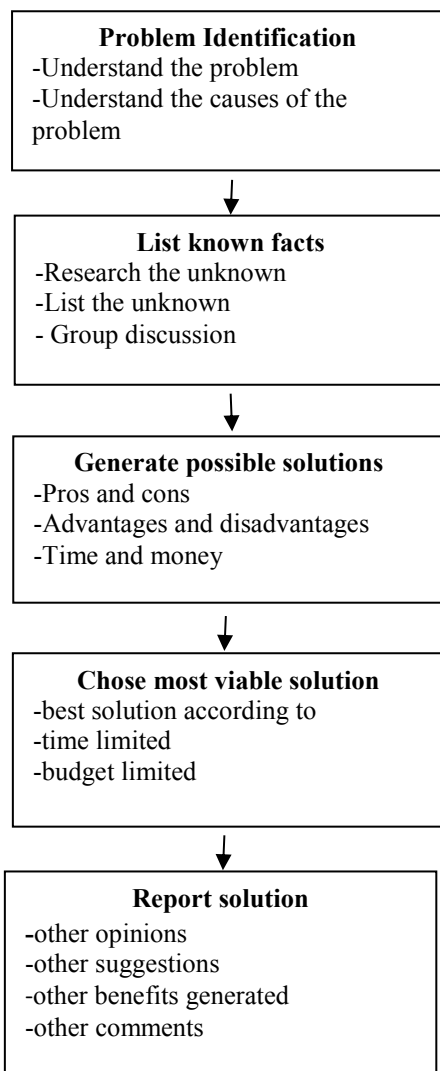 Problem Identification
-Understand the problem
-Understand the causes of the
problem
List known facts
-Research the unknown
-List the unknown
- Group discussion
Generate possible solutions
-Pros and cons
-Advantages and disadvantages
-Time and money
Chose most viable solution
-best solution according to
-time limited
-budget limited
Report solution
-other opinions
-other suggestions
-other benefits generated
-other comments